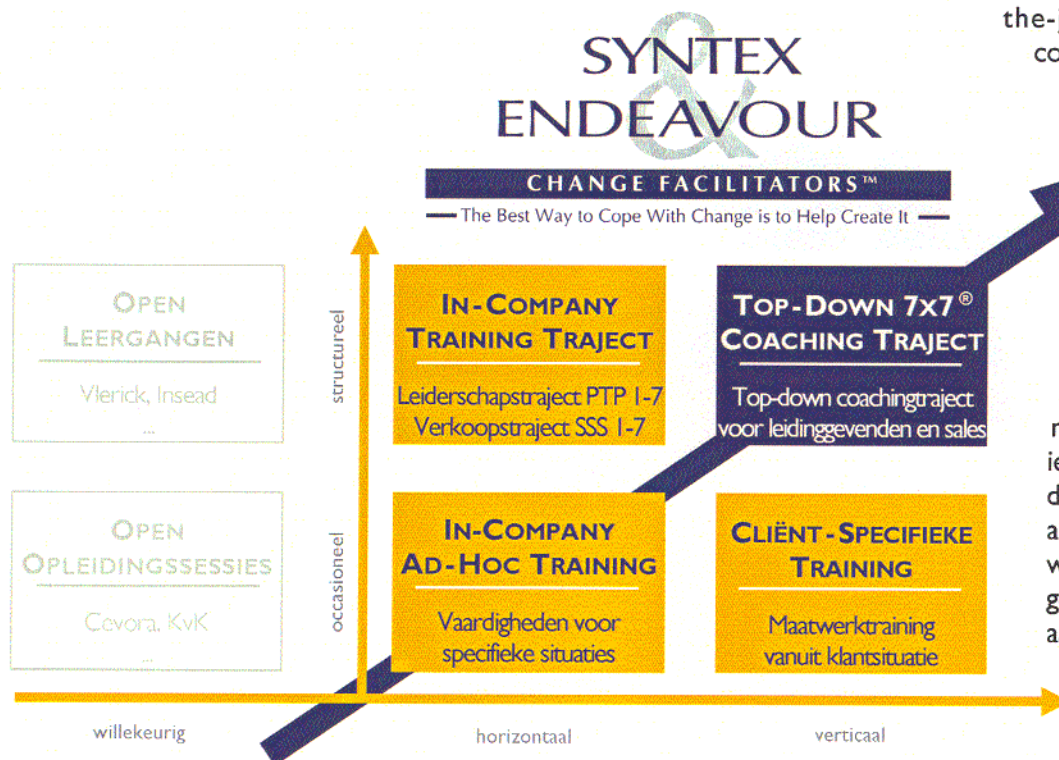 the-j
co
SYNTEX
&
ENDEAVOUR
CHANGE FACILITATORS™
The Best Way to Cope With Change is to Help Create It
OPEN
LEERGANGEN
Vlerick, Insead
...
structureel
IN-COMPANY
TRAINING TRAJECT
Leiderschapstraject PTP 1-7
Verkoopstraject SSS 1-7
TOP-DOWN 7X7®
COACHING TRAJECT
Top-down coachingtraject
voor leidinggevenden en sales
OPEN
OPLEIDINGSSESSIES
Cevora, KvK
...
occasioneel
IN-COMPANY
AD-HOC TRAINING
Vaardigheden voor
specifieke situaties
CLIËNT-SPECIFIEKE
TRAINING
Maatwerktraining
vanuit klantsituatie
ie
d
a
w
g
a
willekeurig
horizontaal
verticaal